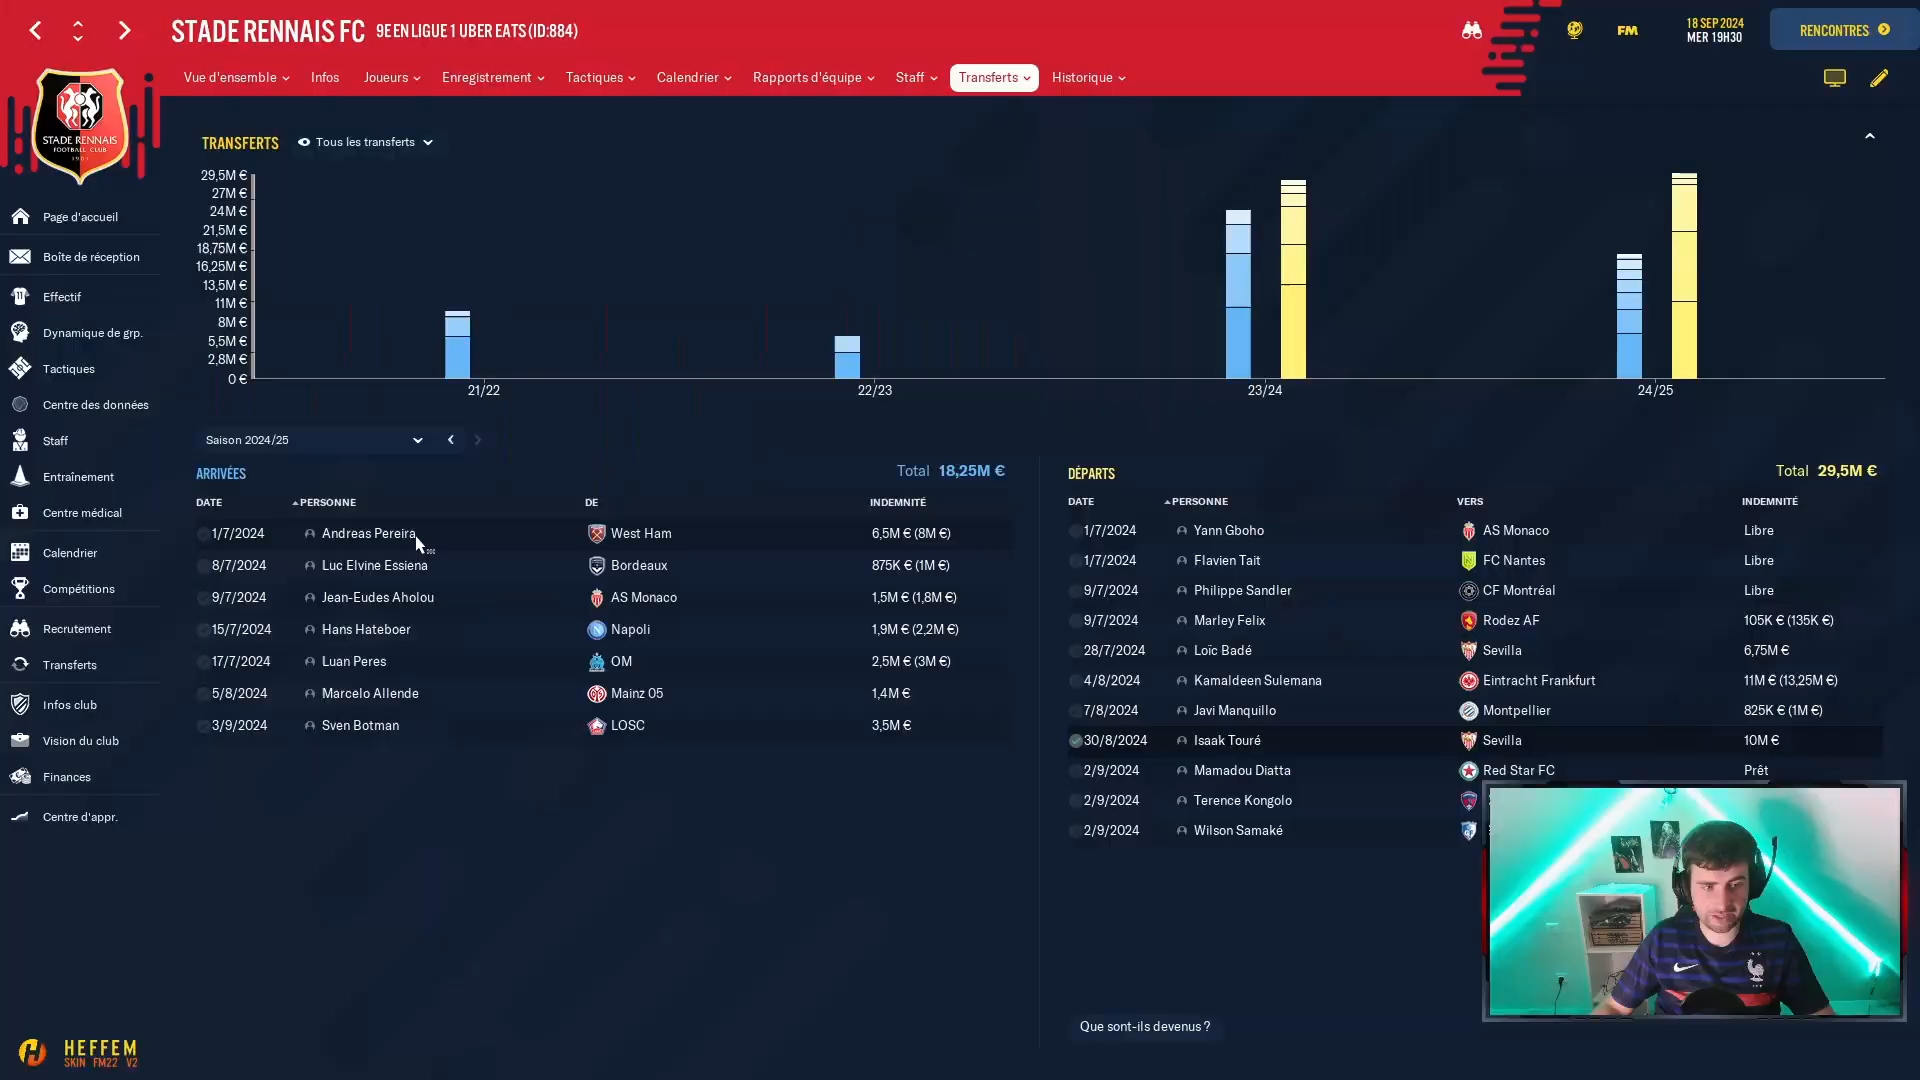 STADE RENNAIS FC 9E EN LIGUE 1 UBER EATS (ID:884)
FM
18 SEP 2024
MER 19H30
RENCONTRES
Vue d'ensemble Infos Joueurs Enregistrement Tactiques Calendrier Rapports d'équipe Staff Transferts Historique
STADE RENNAIS
FOOTBALL CLUB
1901
Page d'accueil
Boîte de réception
Effectif
Dynamique de grp.
Tactiques
Centre des données
Staff
Entraînement
Centre médical
Calendrier
Compétitions
Recrutement
Transferts
Infos club
Vision du club
Finances
Centre d'appr.
HEFFEM
SKIN FM22 V2
TRANSFERTS Tous les transferts
29,5M €
27M €
24M €
21,5M €
18,75M €
16,25M €
13,5M €
11M €
8M €
5,5M €
2,8M €
0 €
21/22 22/23 23/24 24/25
Saison 2024/25
ARRIVÉES Total 18,25M €
DATE PERSONNE DE INDEMNITÉ
1/7/2024 Andreas Pereira West Ham 6,5M € (8M €)
8/7/2024 Luc Elvine Essiena Bordeaux 875K € (1M €)
9/7/2024 Jean-Eudes Aholou AS Monaco 1,5M € (1,8M €)
15/7/2024 Hans Hateboer Napoli 1,9M € (2,2M €)
17/7/2024 Luan Peres OM 2,5M € (3M €)
5/8/2024 Marcelo Allende Mainz 05 1,4M €
3/9/2024 Sven Botman LOSC 3,5M €
DÉPARTS Total 29,5M €
DATE PERSONNE VERS INDEMNITÉ
1/7/2024 Yann Gboho AS Monaco Libre
1/7/2024 Flavien Tait FC Nantes Libre
9/7/2024 Philippe Sandler CF Montréal Libre
9/7/2024 Marley Felix Rodez AF 105K € (135K €)
28/7/2024 Loïc Badé Sevilla 6,75M €
4/8/2024 Kamaldeen Sulemana Eintracht Frankfurt 11M € (13,25M €)
7/8/2024 Javi Manquillo Montpellier 825K € (1M €)
30/8/2024 Isaak Touré Sevilla 10M €
2/9/2024 Mamadou Diatta Red Star FC Prêt
2/9/2024 Terence Kongolo
2/9/2024 Wilson Samaké
Que sont-ils devenus ?